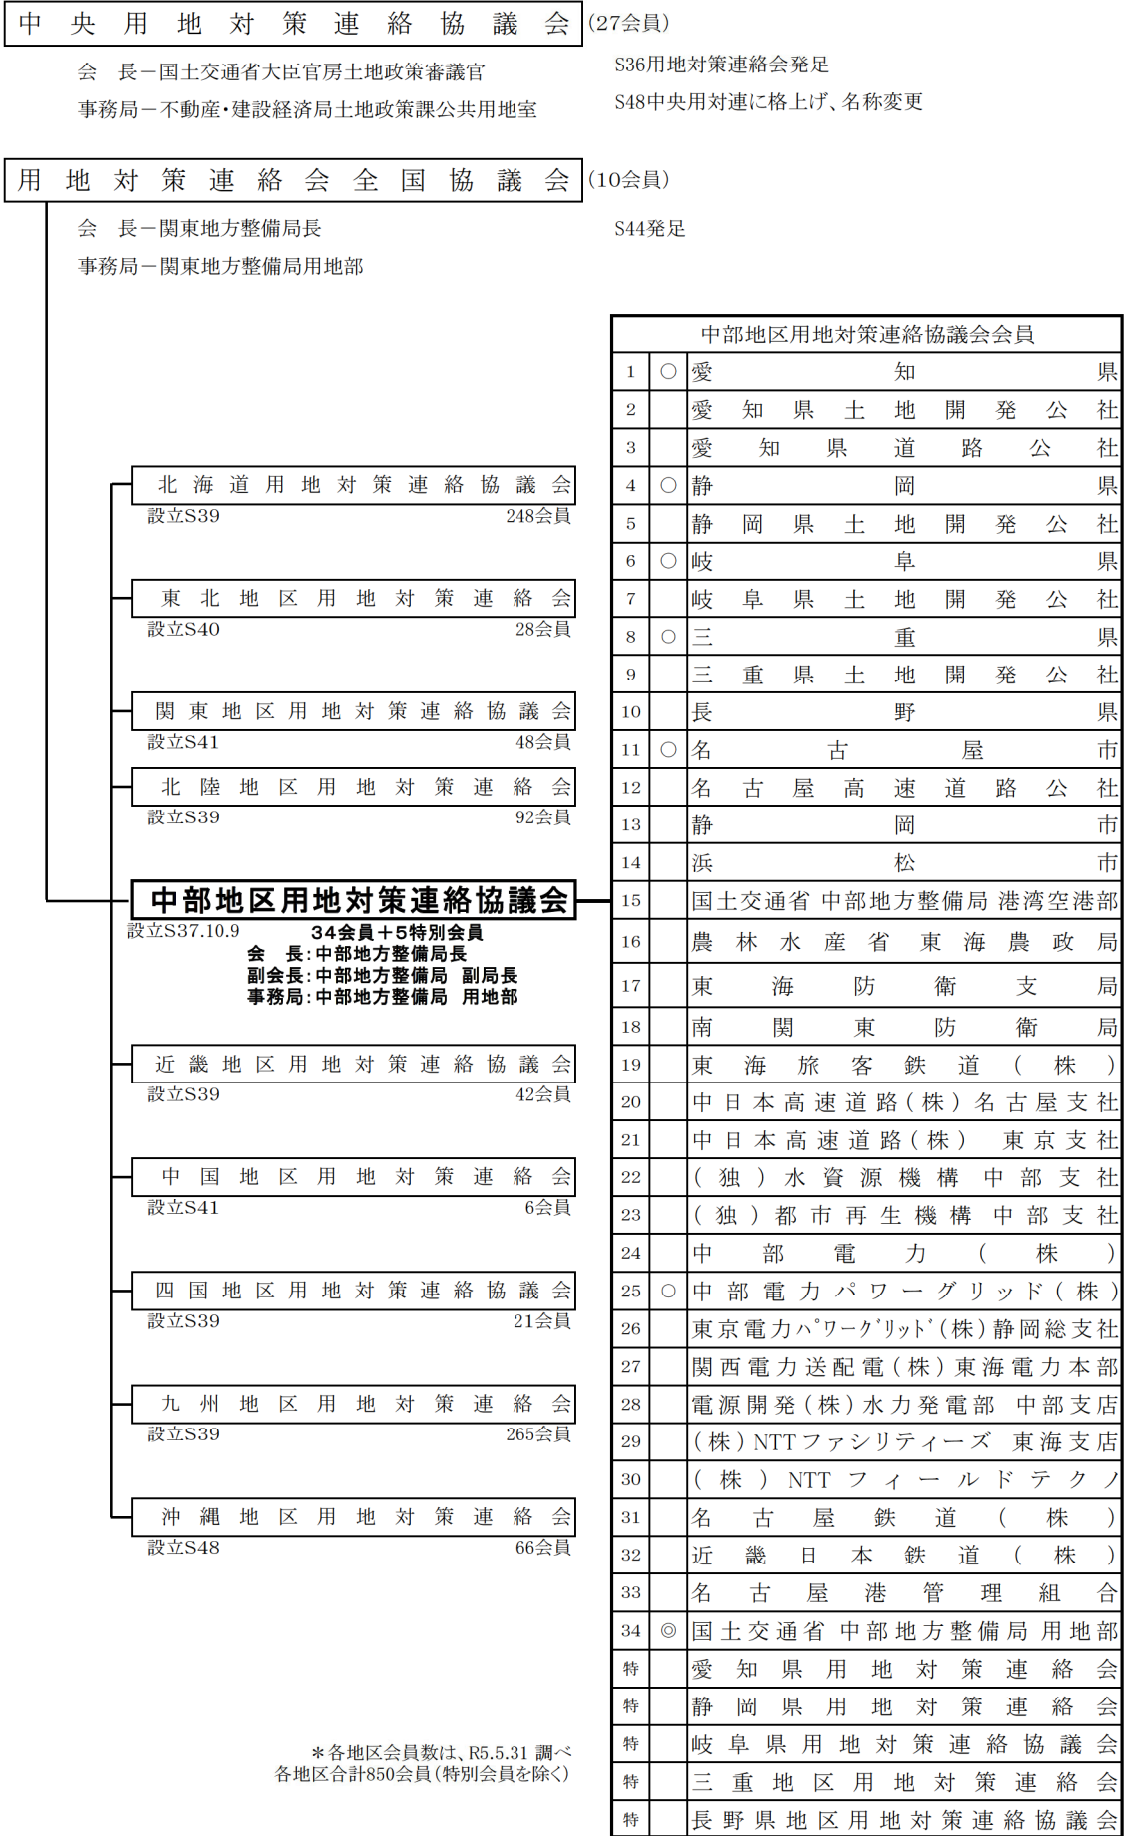 中央用地対策連絡協議会(27会員)
会　長－国土交通省大臣官房土地政策審議官
S36用地対策連絡会発足
事務局－不動産・建設経済局土地政策課公共用地室
S48中央用対連に格上げ、名称変更
用地対策連絡会全国協議会(10会員)
会　長－関東地方整備局長
S44発足
事務局－関東地方整備局用地部
北海道用地対策連絡協議会
設立S39 248会員
東北地区用地対策連絡会
設立S40 28会員
関東地区用地対策連絡協議会
設立S41 48会員
北陸地区用地対策連絡会
設立S39 92会員
中部地区用地対策連絡協議会
設立S37.10.9 34会員＋5特別会員
会　長：中部地方整備局長
副会長：中部地方整備局　副局長
事務局：中部地方整備局　用地部
近畿地区用地対策連絡協議会
設立S39 42会員
中国地区用地対策連絡会
設立S41 6会員
四国地区用地対策連絡協議会
設立S39 21会員
九州地区用地対策連絡会
設立S39 265会員
沖縄地区用地対策連絡会
設立S48 66会員
＊各地区会員数は、R5.5.31 調べ
各地区合計850会員（特別会員を除く）
中部地区用地対策連絡協議会会員
1 ○ 愛知県
2 愛知県土地開発公社
3 愛知県道路公社
4 ○ 静岡県
5 静岡県土地開発公社
6 ○ 岐阜県
7 岐阜県土地開発公社
8 ○ 三重県
9 三重県土地開発公社
10 長野県
11 ○ 名古屋市
12 名古屋高速道路公社
13 静岡市
14 浜松市
15 国土交通省 中部地方整備局 港湾空港部
16 農林水産省東海農政局
17 東海防衛支局
18 南関東防衛局
19 東海旅客鉄道(株)
20 中日本高速道路(株)名古屋支社
21 中日本高速道路(株)　東京支社
22 (独)水資源機構 中部支社
23 (独)都市再生機構 中部支社
24 中部電力(株)
25 ○ 中部電力パワーグリッド(株)
26 東京電力ﾊﾟﾜｰｸﾞﾘｯﾄﾞ(株)静岡総支社
27 関西電力送配電(株)東海電力本部
28 電源開発(株)水力発電部　中部支店
29 (株)NTTファシリティーズ　東海支店
30 (株)NTTフィールドテクノ
31 名古屋鉄道(株)
32 近畿日本鉄道(株)
33 名古屋港管理組合
34 ◎ 国土交通省 中部地方整備局 用地部
特 愛知県用地対策連絡会
特 静岡県用地対策連絡会
特 岐阜県用地対策連絡協議会
特 三重地区用地対策連絡会
特 長野県地区用地対策連絡協議会